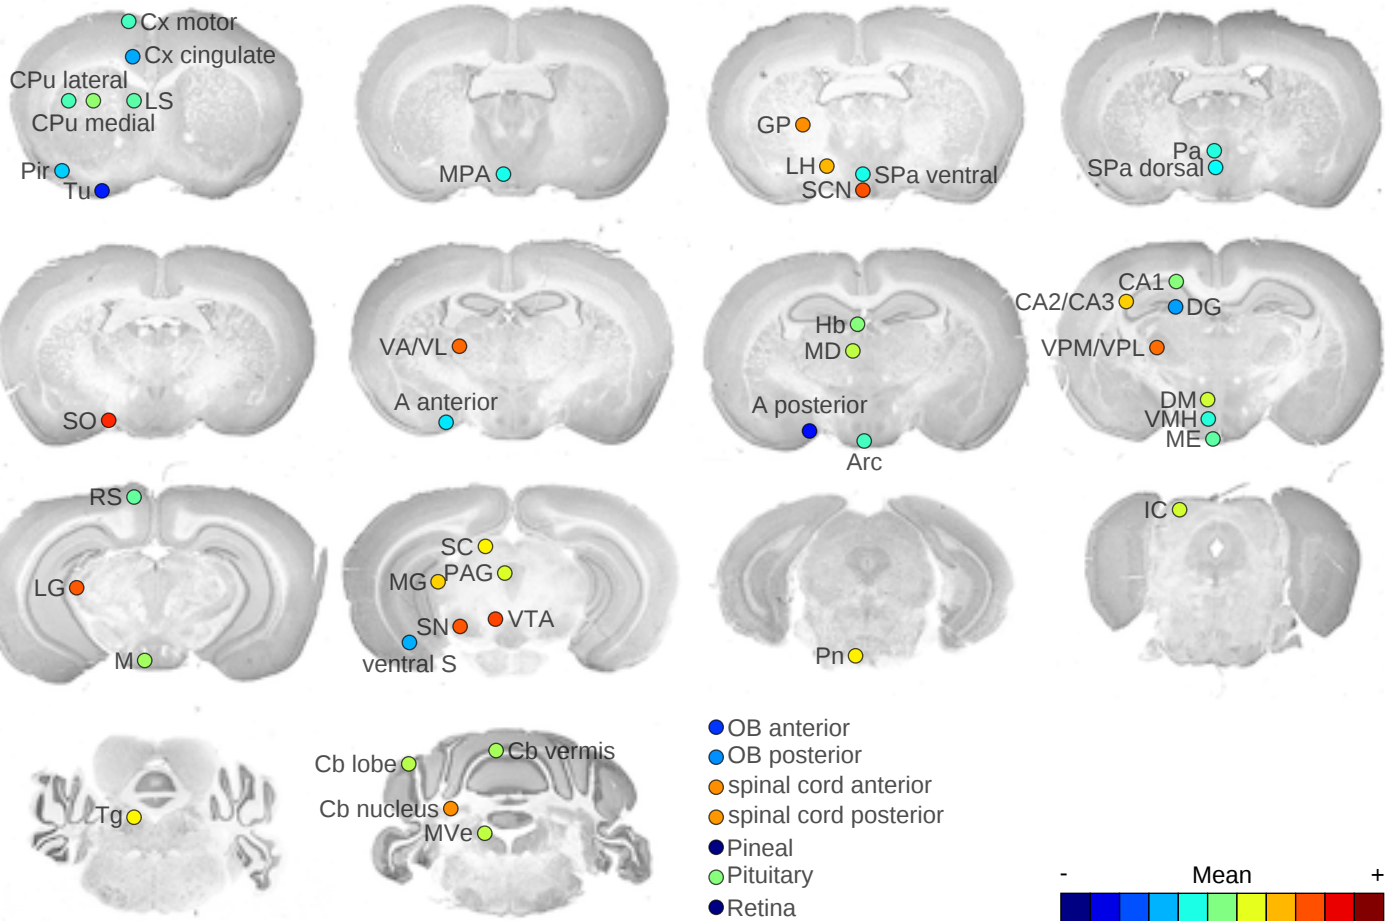 Cx motor
Cx cingulate
CPu lateral
LS
CPu medial
Pir
Tu
MPA
GP
LH
SPa ventral
SCN
Pa
SPa dorsal
SO
VA/VL
A anterior
Hb
MD
A posterior
Arc
CA1
CA2/CA3
DG
VPM/VPL
DM
VMH
ME
RS
LG
M
SC
MG
PAG
SN
VTA
ventral S
Pn
IC
Tg
Cb lobe
Cb vermis
Cb nucleus
MVe
OB anterior
OB posterior
spinal cord anterior
spinal cord posterior
Pineal
Pituitary
Retina
- Mean +